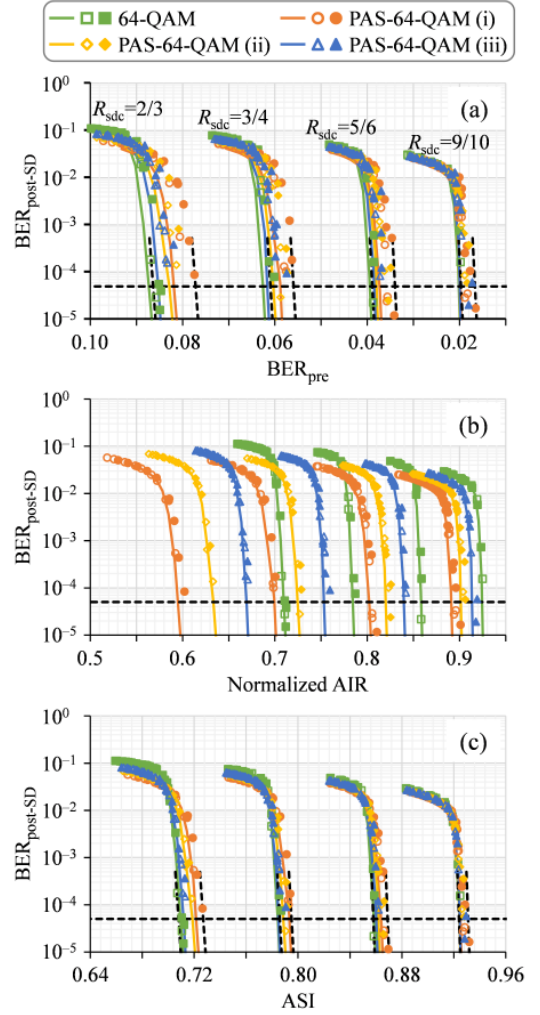 64-QAM PAS-64-QAM (i)
PAS-64-QAM (ii) PAS-64-QAM (iii)
10^0
10^-1
10^-2
10^-3
10^-4
10^-5
BER_post-SD
R_sdc=2/3
R_sdc=3/4
R_sdc=5/6
R_sdc=9/10
(a)
0.10 0.08 0.06 0.04 0.02
BER_pre
10^0
10^-1
10^-2
10^-3
10^-4
10^-5
BER_post-SD
(b)
0.5 0.6 0.7 0.8 0.9
Normalized AIR
10^0
10^-1
10^-2
10^-3
10^-4
10^-5
BER_post-SD
(c)
0.64 0.72 0.80 0.88 0.96
ASI